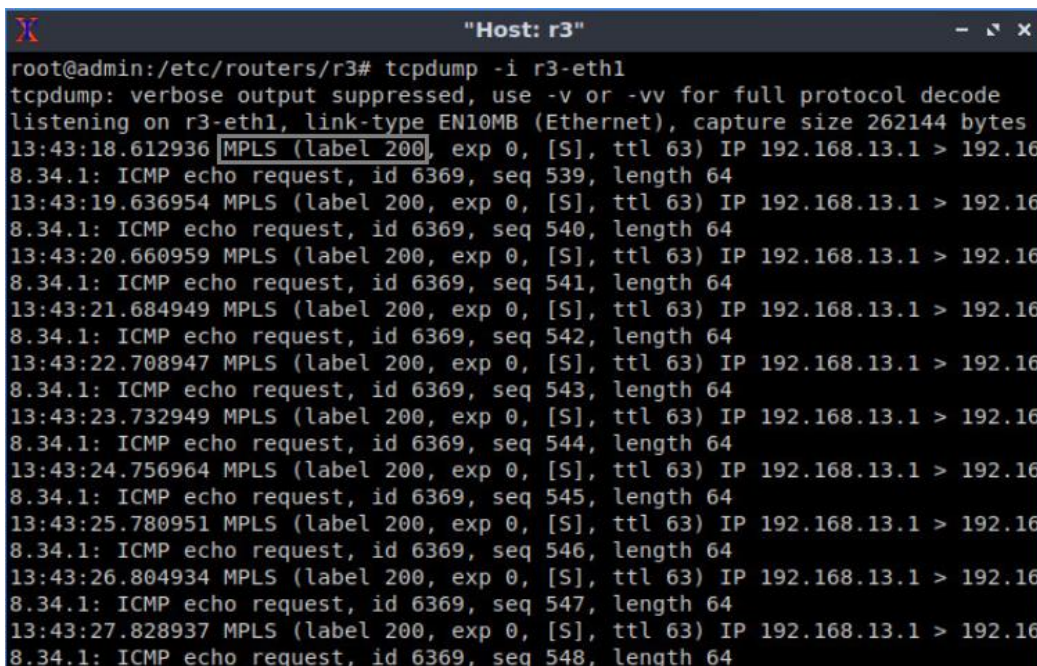 "Host: r3"
root@admin:/etc/routers/r3# tcpdump -i r3-eth1
tcpdump: verbose output suppressed, use -v or -vv for full protocol decode
listening on r3-eth1, link-type EN10MB (Ethernet), capture size 262144 bytes
13:43:18.612936 MPLS (label 200, exp 0, [S], ttl 63) IP 192.168.13.1 > 192.16
8.34.1: ICMP echo request, id 6369, seq 539, length 64
13:43:19.636954 MPLS (label 200, exp 0, [S], ttl 63) IP 192.168.13.1 > 192.16
8.34.1: ICMP echo request, id 6369, seq 540, length 64
13:43:20.660959 MPLS (label 200, exp 0, [S], ttl 63) IP 192.168.13.1 > 192.16
8.34.1: ICMP echo request, id 6369, seq 541, length 64
13:43:21.684949 MPLS (label 200, exp 0, [S], ttl 63) IP 192.168.13.1 > 192.16
8.34.1: ICMP echo request, id 6369, seq 542, length 64
13:43:22.708947 MPLS (label 200, exp 0, [S], ttl 63) IP 192.168.13.1 > 192.16
8.34.1: ICMP echo request, id 6369, seq 543, length 64
13:43:23.732949 MPLS (label 200, exp 0, [S], ttl 63) IP 192.168.13.1 > 192.16
8.34.1: ICMP echo request, id 6369, seq 544, length 64
13:43:24.756964 MPLS (label 200, exp 0, [S], ttl 63) IP 192.168.13.1 > 192.16
8.34.1: ICMP echo request, id 6369, seq 545, length 64
13:43:25.780951 MPLS (label 200, exp 0, [S], ttl 63) IP 192.168.13.1 > 192.16
8.34.1: ICMP echo request, id 6369, seq 546, length 64
13:43:26.804934 MPLS (label 200, exp 0, [S], ttl 63) IP 192.168.13.1 > 192.16
8.34.1: ICMP echo request, id 6369, seq 547, length 64
13:43:27.828937 MPLS (label 200, exp 0, [S], ttl 63) IP 192.168.13.1 > 192.16
8.34.1: ICMP echo request, id 6369, seq 548, length 64